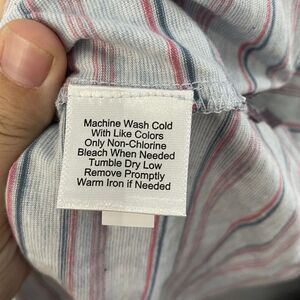 Machine Wash Cold
With Like Colors
Only Non-Chlorine
Bleach When Needed
Tumble Dry Low
Remove Promptly
Warm Iron if Needed